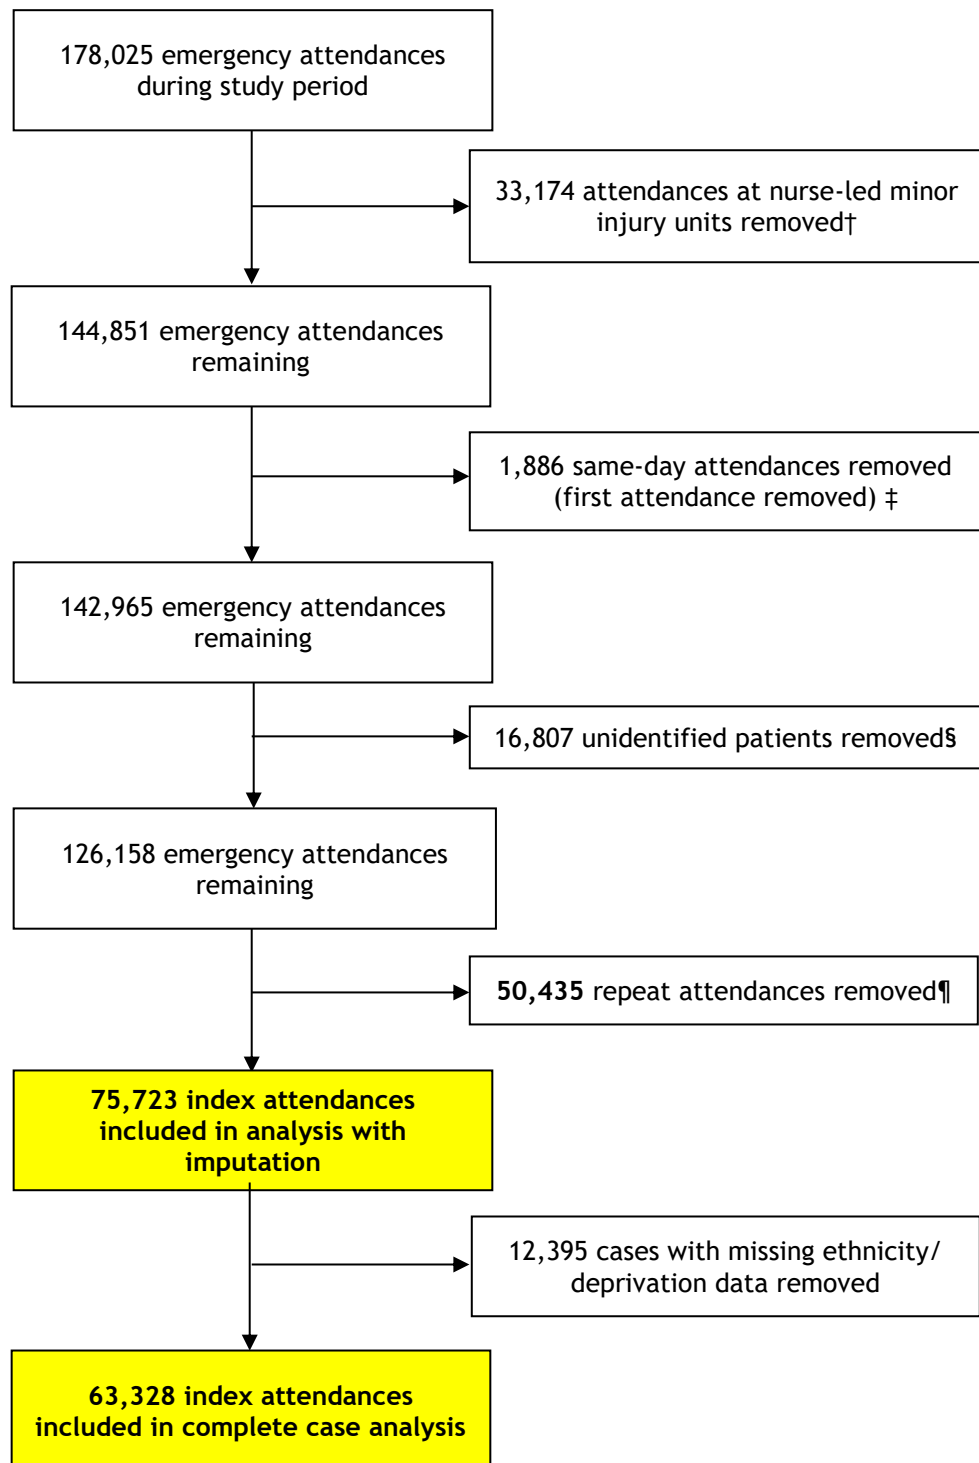 178,025 emergency attendances
during study period
33,174 attendances at nurse-led minor
injury units removed†
144,851 emergency attendances
remaining
1,886 same-day attendances removed
(first attendance removed) ‡
142,965 emergency attendances
remaining
16,807 unidentified patients removed§
126,158 emergency attendances
remaining
50,435 repeat attendances removed¶
75,723 index attendances
included in analysis with
imputation
12,395 cases with missing ethnicity/
deprivation data removed
63,328 index attendances
included in complete case analysis